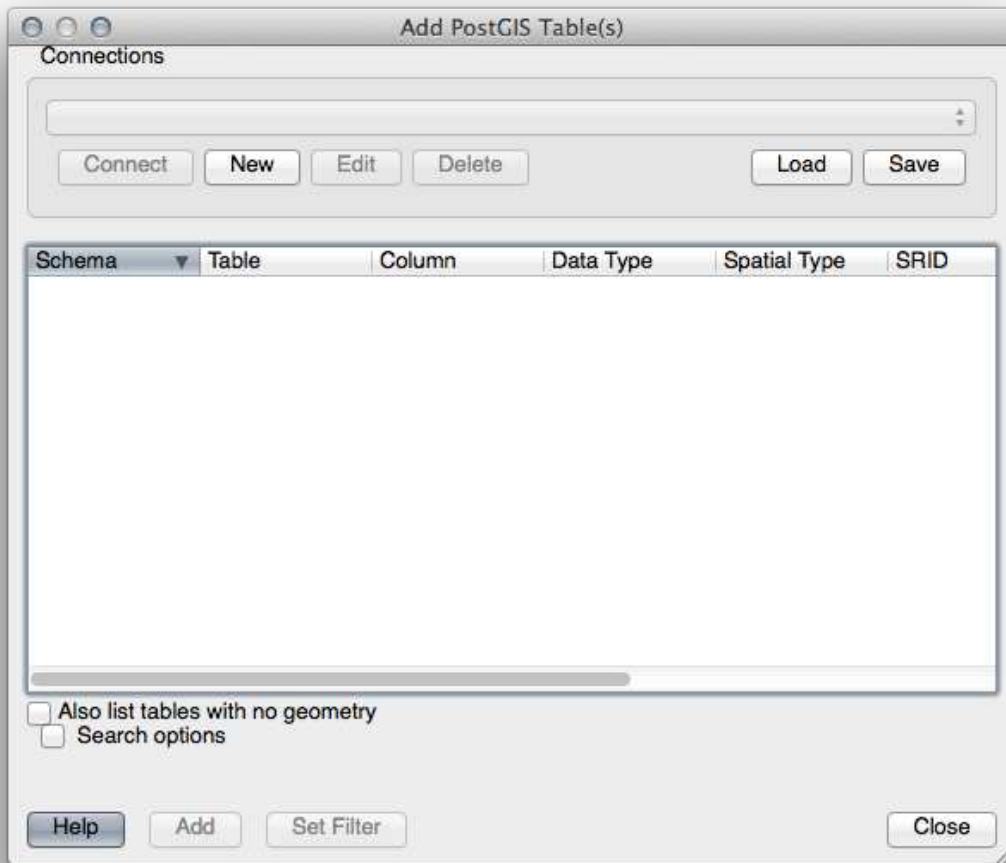 Add PostGIS Table(s)
Connections
Connect New Edit Delete Load Save
Schema Table Column Data Type Spatial Type SRID
Also list tables with no geometry
Search options
Help Add Set Filter Close